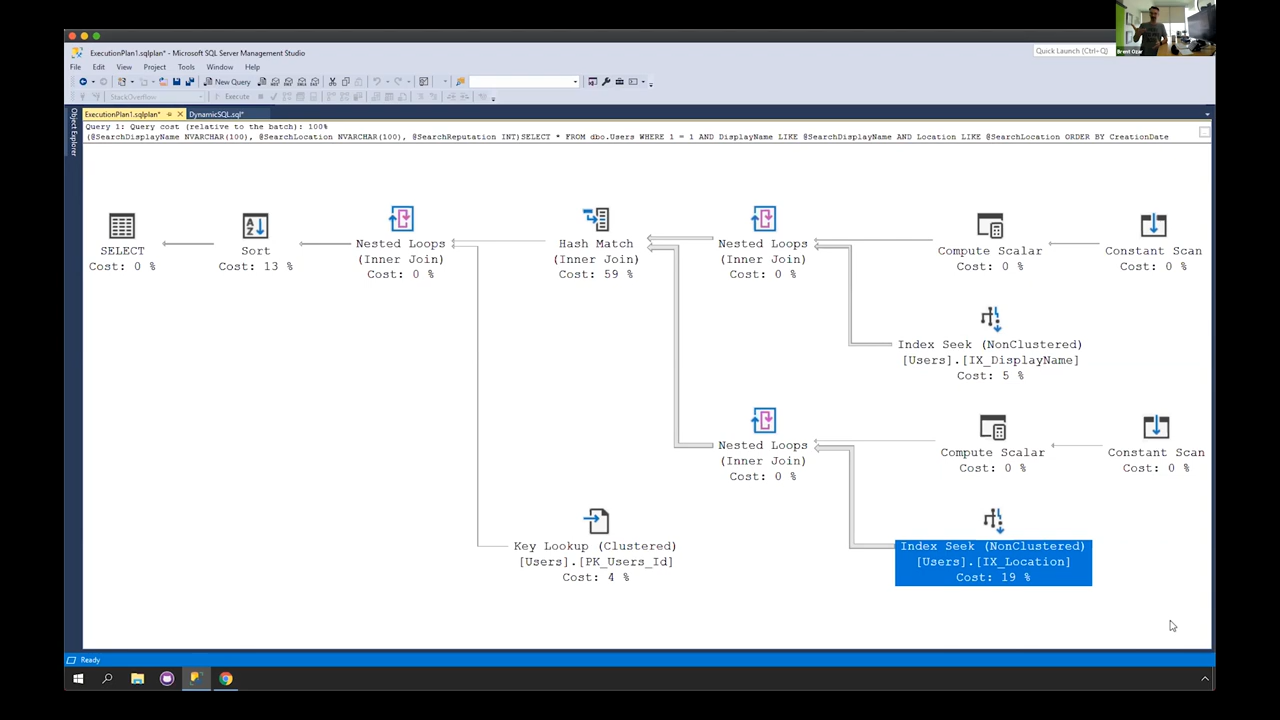 Brent Ozar
ExecutionPlan1.sqlplan* - Microsoft SQL Server Management Studio
Quick Launch (Ctrl+Q)
File Edit View Project Tools Window Help
New Query
StackOverflow Execute
ExecutionPlan1.sqlplan* DynamicSQL.sql*
Object Explorer
Query 1: Query cost (relative to the batch): 100%
(@SearchDisplayName NVARCHAR(100), @SearchLocation NVARCHAR(100), @SearchReputation INT)SELECT * FROM dbo.Users WHERE 1 = 1 AND DisplayName LIKE @SearchDisplayName AND Location LIKE @SearchLocation ORDER BY CreationDate
SELECT
Cost: 0 %
Sort
Cost: 13 %
Nested Loops
(Inner Join)
Cost: 0 %
Hash Match
(Inner Join)
Cost: 59 %
Nested Loops
(Inner Join)
Cost: 0 %
Compute Scalar
Cost: 0 %
Constant Scan
Cost: 0 %
Index Seek (NonClustered)
[Users].[IX_DisplayName]
Cost: 5 %
Nested Loops
(Inner Join)
Cost: 0 %
Compute Scalar
Cost: 0 %
Constant Scan
Cost: 0 %
Key Lookup (Clustered)
[Users].[PK_Users_Id]
Cost: 4 %
Index Seek (NonClustered)
[Users].[IX_Location]
Cost: 19 %
Ready